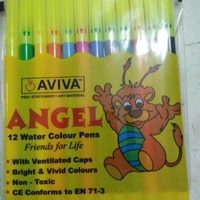 AVIVA
PEN • STATIONERY • ART MATERIAL
ANGEL
12 Water Colour Pens
Friends for Life
• With Ventilated Caps
• Bright & Vivid Colours
• Non - Toxic
• CE Conforms to EN 71-3